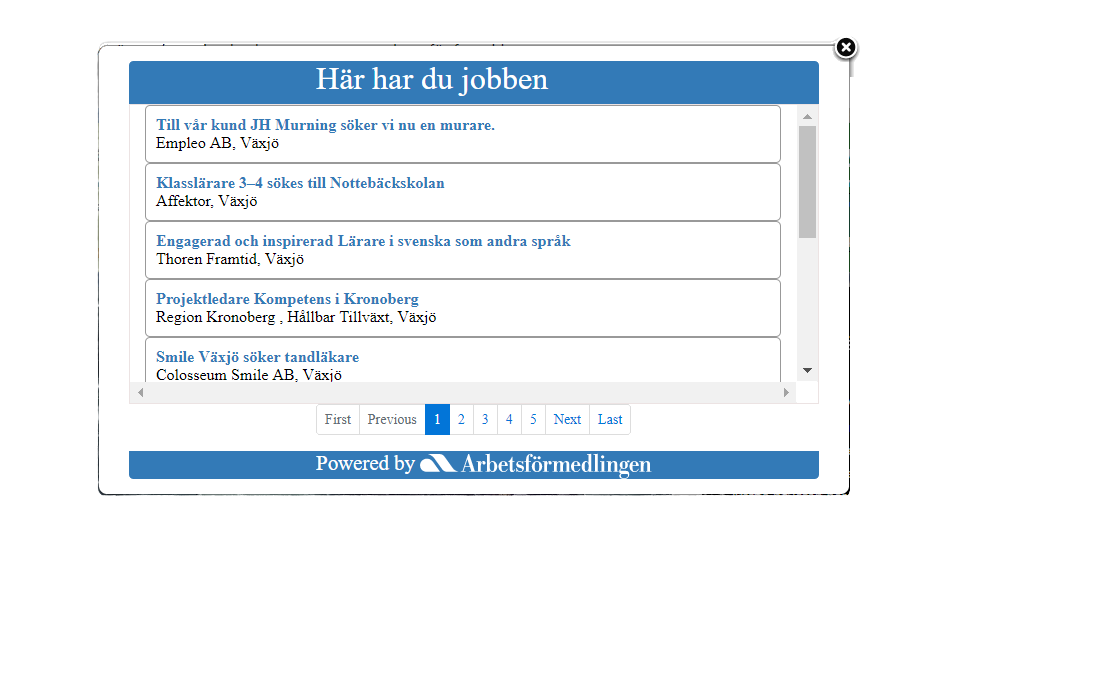 Här har du jobben
Till vår kund JH Murning söker vi nu en murare.
Empleo AB, Växjö
Klasslärare 3–4 sökes till Nottebäckskolan
Affektor, Växjö
Engagerad och inspirerad Lärare i svenska som andra språk
Thoren Framtid, Växjö
Projektledare Kompetens i Kronoberg
Region Kronoberg , Hållbar Tillväxt, Växjö
Smile Växjö söker tandläkare
Colosseum Smile AB, Växjö
First Previous 1 2 3 4 5 Next Last
Powered by Arbetsförmedlingen